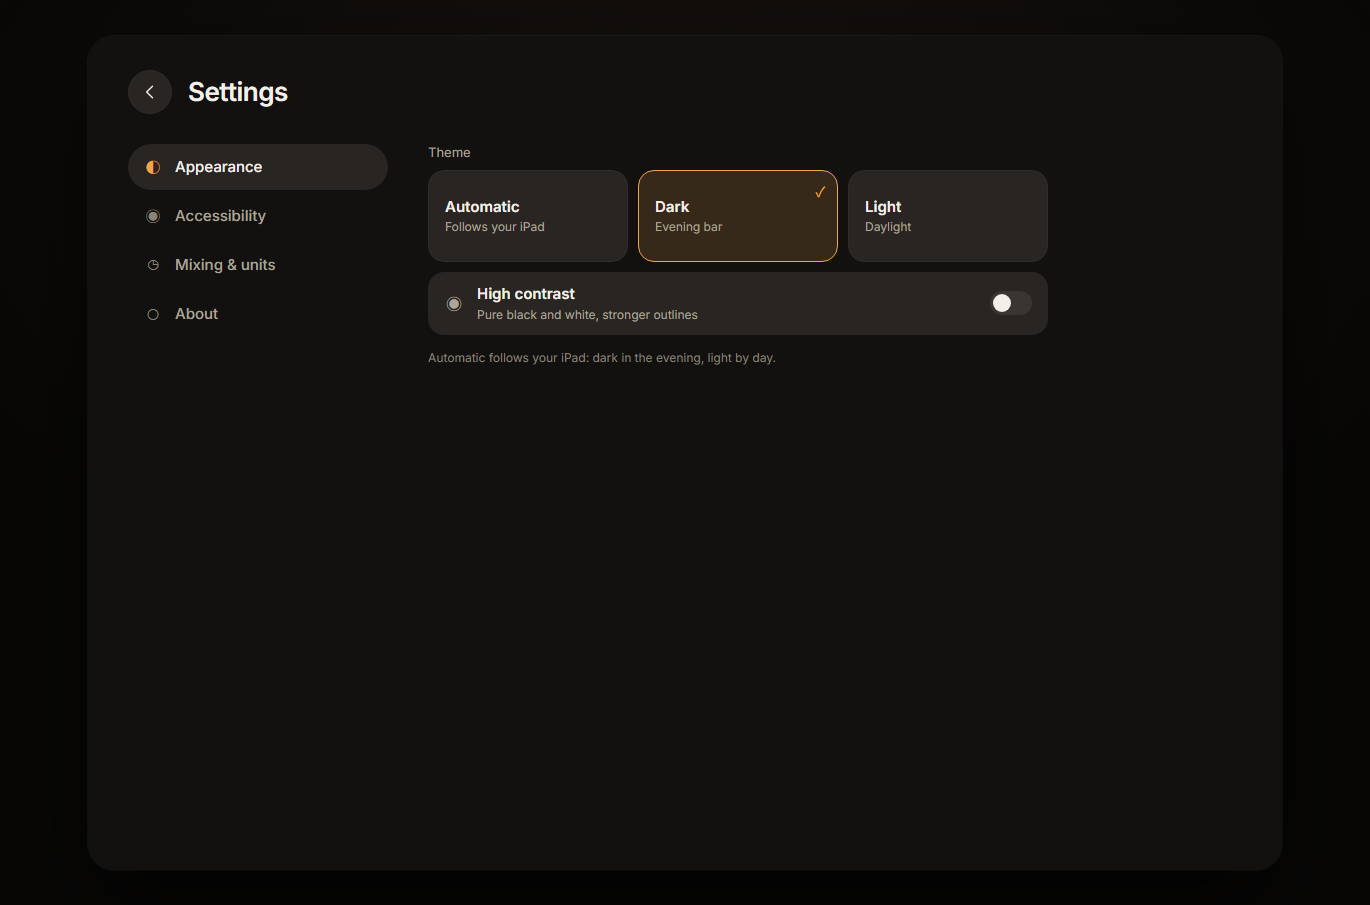 Settings
Appearance
Accessibility
Mixing & units
About
Theme
Automatic
Follows your iPad
Dark
Evening bar
Light
Daylight
High contrast
Pure black and white, stronger outlines
Automatic follows your iPad: dark in the evening, light by day.